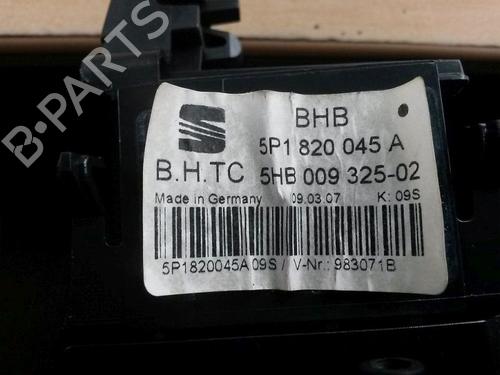 BHB
5P1 820 045 A
B.H.TC 5HB 009 325-02
Made in Germany 09.03.07 K: 09S
5P1820045A 09S / V-Nr.: 983071B
B-PARTS